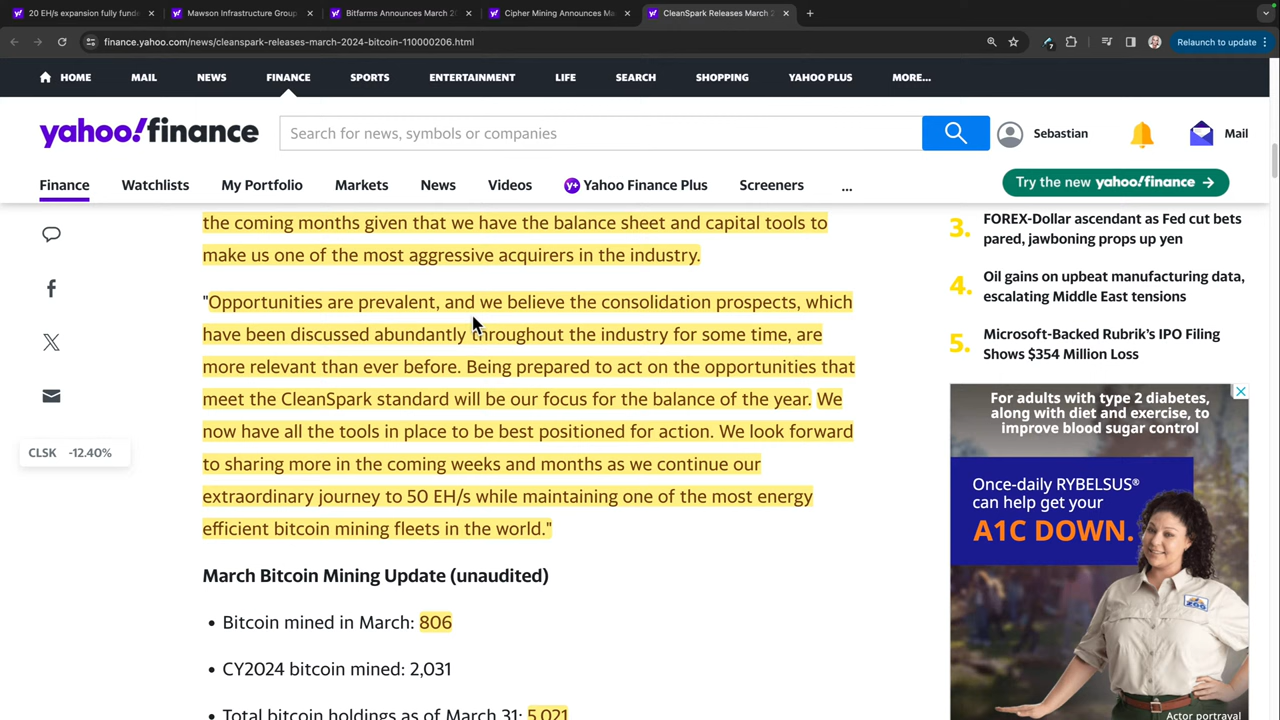 20 EH/s expansion fully fund
Mawson Infrastructure Group
Bitfarms Announces March 20
Cipher Mining Announces Ma
CleanSpark Releases March 2
finance.yahoo.com/news/cleanspark-releases-march-2024-bitcoin-110000206.html
Relaunch to update
HOME
MAIL
NEWS
FINANCE
SPORTS
ENTERTAINMENT
LIFE
SEARCH
SHOPPING
YAHOO PLUS
MORE...
yahoo!finance
Search for news, symbols or companies
Sebastian
Mail
Finance
Watchlists
My Portfolio
Markets
News
Videos
Y+ Yahoo Finance Plus
Screeners
...
Try the new yahoo!finance
the coming months given that we have the balance sheet and capital tools to
make us one of the most aggressive acquirers in the industry.
"Opportunities are prevalent, and we believe the consolidation prospects, which
have been discussed abundantly throughout the industry for some time, are
more relevant than ever before. Being prepared to act on the opportunities that
meet the CleanSpark standard will be our focus for the balance of the year. We
now have all the tools in place to be best positioned for action. We look forward
to sharing more in the coming weeks and months as we continue our
extraordinary journey to 50 EH/s while maintaining one of the most energy
efficient bitcoin mining fleets in the world."
March Bitcoin Mining Update (unaudited)
• Bitcoin mined in March: 806
• CY2024 bitcoin mined: 2,031
• Total bitcoin holdings as of March 31: 5,021
CLSK -12.40%
3. FOREX-Dollar ascendant as Fed cut bets
pared, jawboning props up yen
4. Oil gains on upbeat manufacturing data,
escalating Middle East tensions
5. Microsoft-Backed Rubrik's IPO Filing
Shows $354 Million Loss
For adults with type 2 diabetes,
along with diet and exercise, to
improve blood sugar control
Once-daily RYBELSUS®
can help get your
A1C DOWN.
ZOO
Actor portrayal